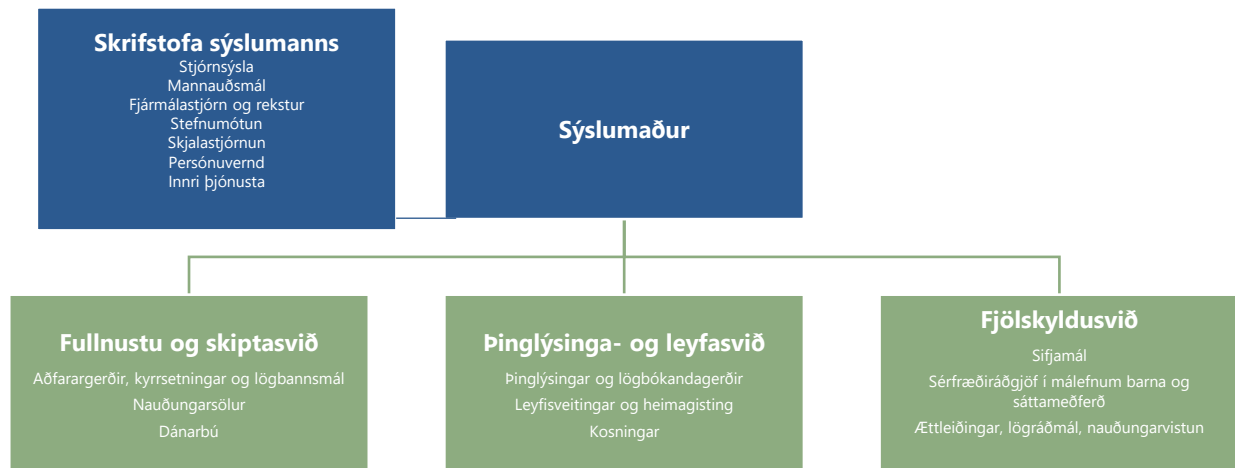 Skrifstofa sýslumanns
Stjórnsýsla
Mannauðsmál
Fjármálastjórn og rekstur
Stefnumótun
Skjalastjórnun
Persónuvernd
Innri þjónusta
Sýslumaður
Fullnustu og skiptasvið
Aðfarargerðir, kyrrsetningar og lögbannsmál
Nauðungarsölur
Dánarbú
Þinglýsinga- og leyfasvið
Þinglýsingar og lögbókandagerðir
Leyfisveitingar og heimagisting
Kosningar
Fjölskyldusvið
Sifjamál
Sérfræðiráðgjöf í málefnum barna og
sáttameðferð
Ættleiðingar, lögráðmál, nauðungarvistun